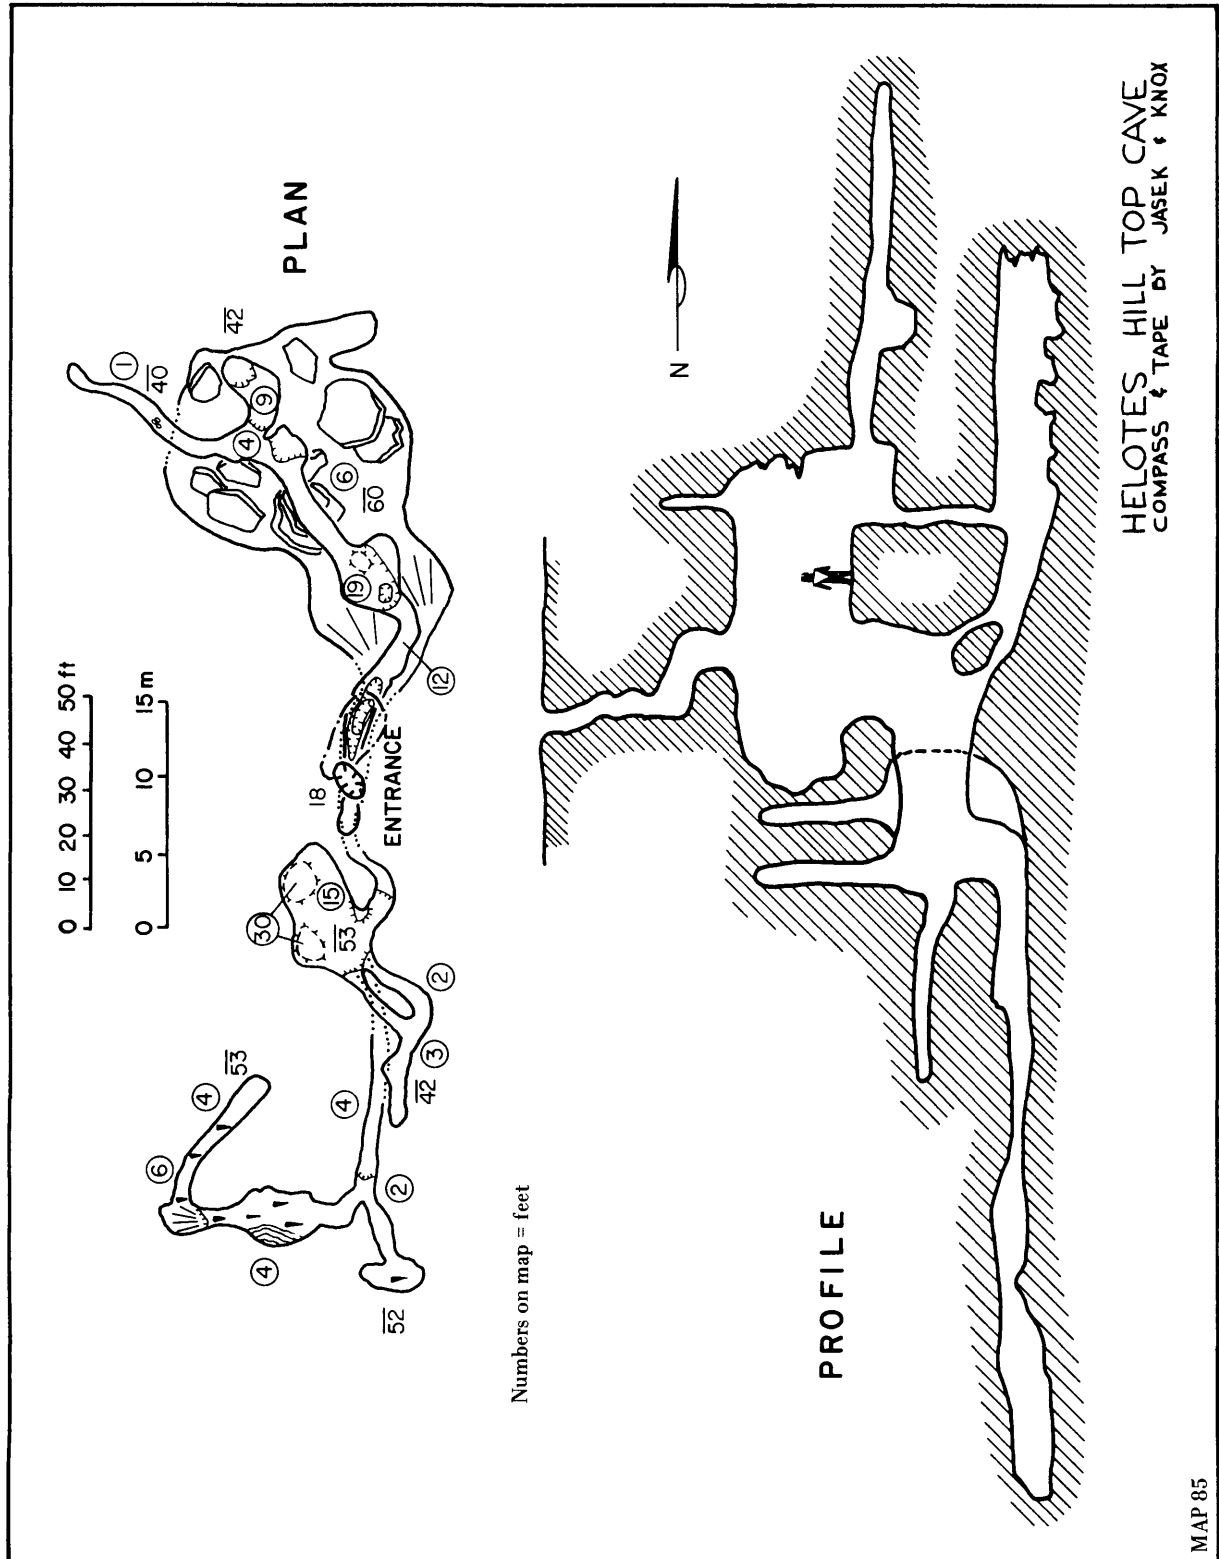 PLAN
0 10 20 30 40 50 ft
0 5 10 15 m
1
40
42
9
4
6
60
19
12
18
ENTRANCE
30
15
53
2
3
42
4
53
4
6
4
2
52
Numbers on map = feet
N
PROFILE
HELOTES HILL TOP CAVE
COMPASS & TAPE BY JASEK & KNOX
MAP 85